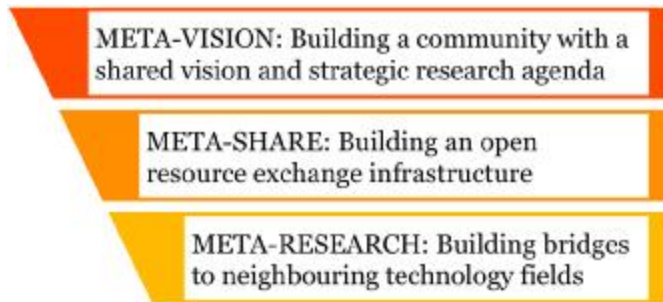 META-VISION: Building a community with a
shared vision and strategic research agenda
META-SHARE: Building an open
resource exchange infrastructure
META-RESEARCH: Building bridges
to neighbouring technology fields